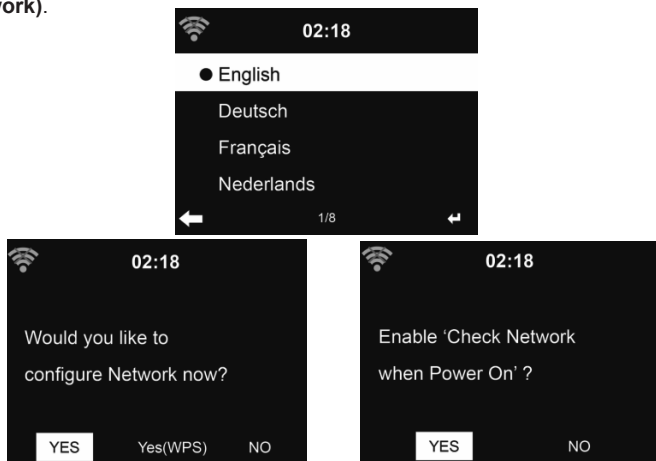 work).
02:18
English
Deutsch
Français
Nederlands
1/8
02:18
Would you like to
configure Network now?
YES Yes(WPS) NO
02:18
Enable ‘Check Network
when Power On’ ?
YES NO